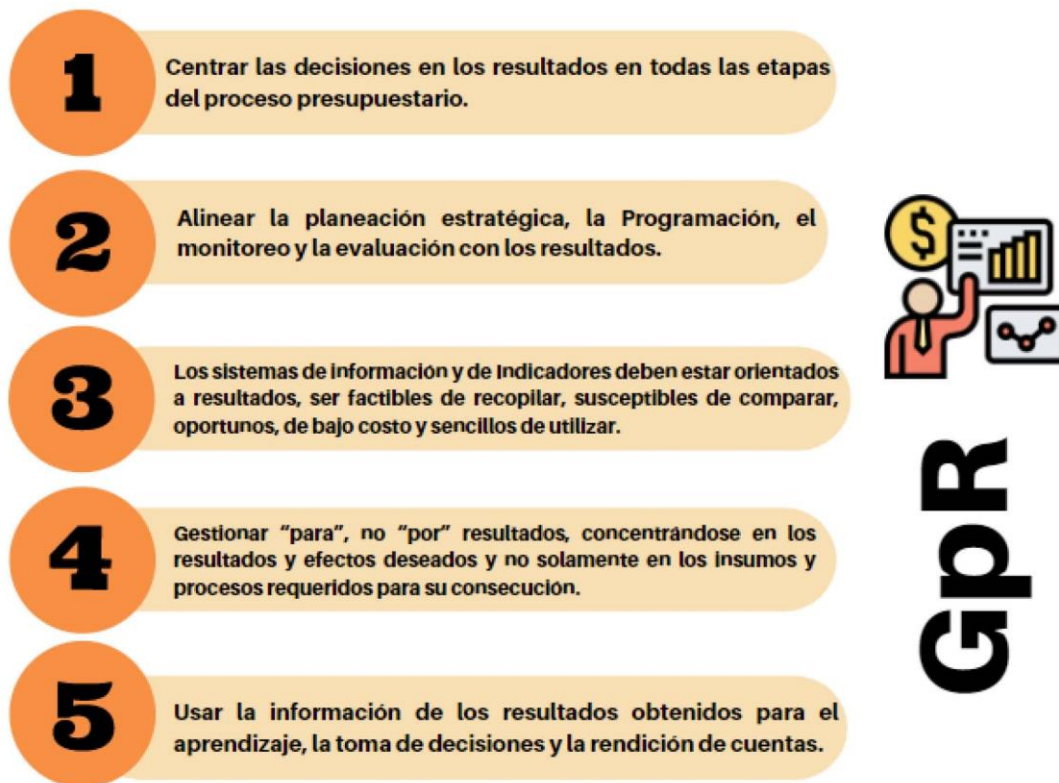 1
Centrar las decisiones en los resultados en todas las etapas
del proceso presupuestario.
2
Alinear la planeación estratégica, la Programación, el
monitoreo y la evaluación con los resultados.
3
Los sistemas de información y de Indicadores deben estar orientados
a resultados, ser factibles de recopilar, susceptibles de comparar,
oportunos, de bajo costo y sencillos de utilizar.
4
Gestionar “para”, no “por” resultados, concentrándose en los
resultados y efectos deseados y no solamente en los insumos y
procesos requeridos para su consecución.
5
Usar la información de los resultados obtenidos para el
aprendizaje, la toma de decisiones y la rendición de cuentas.
$
GpR